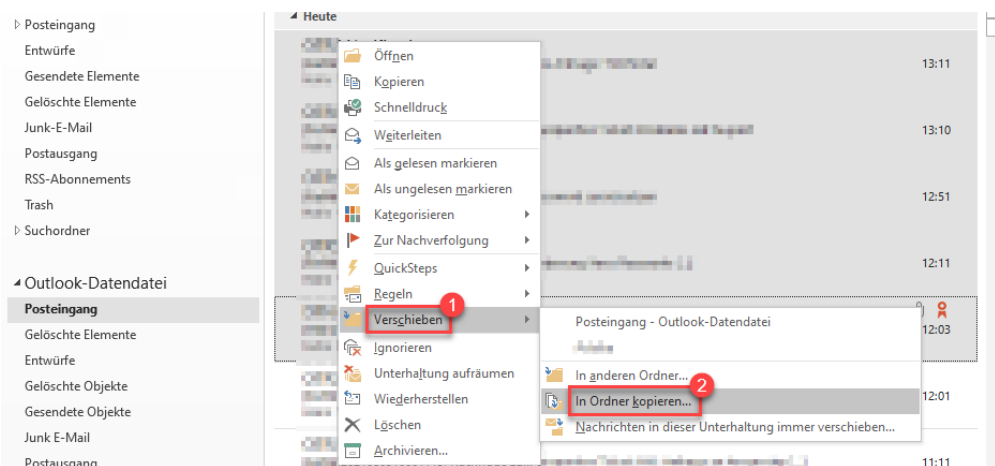 Posteingang
Entwürfe
Gesendete Elemente
Gelöschte Elemente
Junk-E-Mail
Postausgang
RSS-Abonnements
Trash
Suchordner
Outlook-Datendatei
Posteingang
Gelöschte Elemente
Entwürfe
Gelöschte Objekte
Gesendete Objekte
Junk E-Mail
Postausgang
Heute
13:11
13:10
12:51
12:11
12:03
12:01
11:11
Öffnen
Kopieren
Schnelldruck
Weiterleiten
Als gelesen markieren
Als ungelesen markieren
Kategorisieren
Zur Nachverfolgung
QuickSteps
Regeln
1
Verschieben
Ignorieren
Unterhaltung aufräumen
Wiederherstellen
Löschen
Archivieren...
Posteingang - Outlook-Datendatei
In anderen Ordner...
2
In Ordner kopieren...
Nachrichten in dieser Unterhaltung immer verschieben...